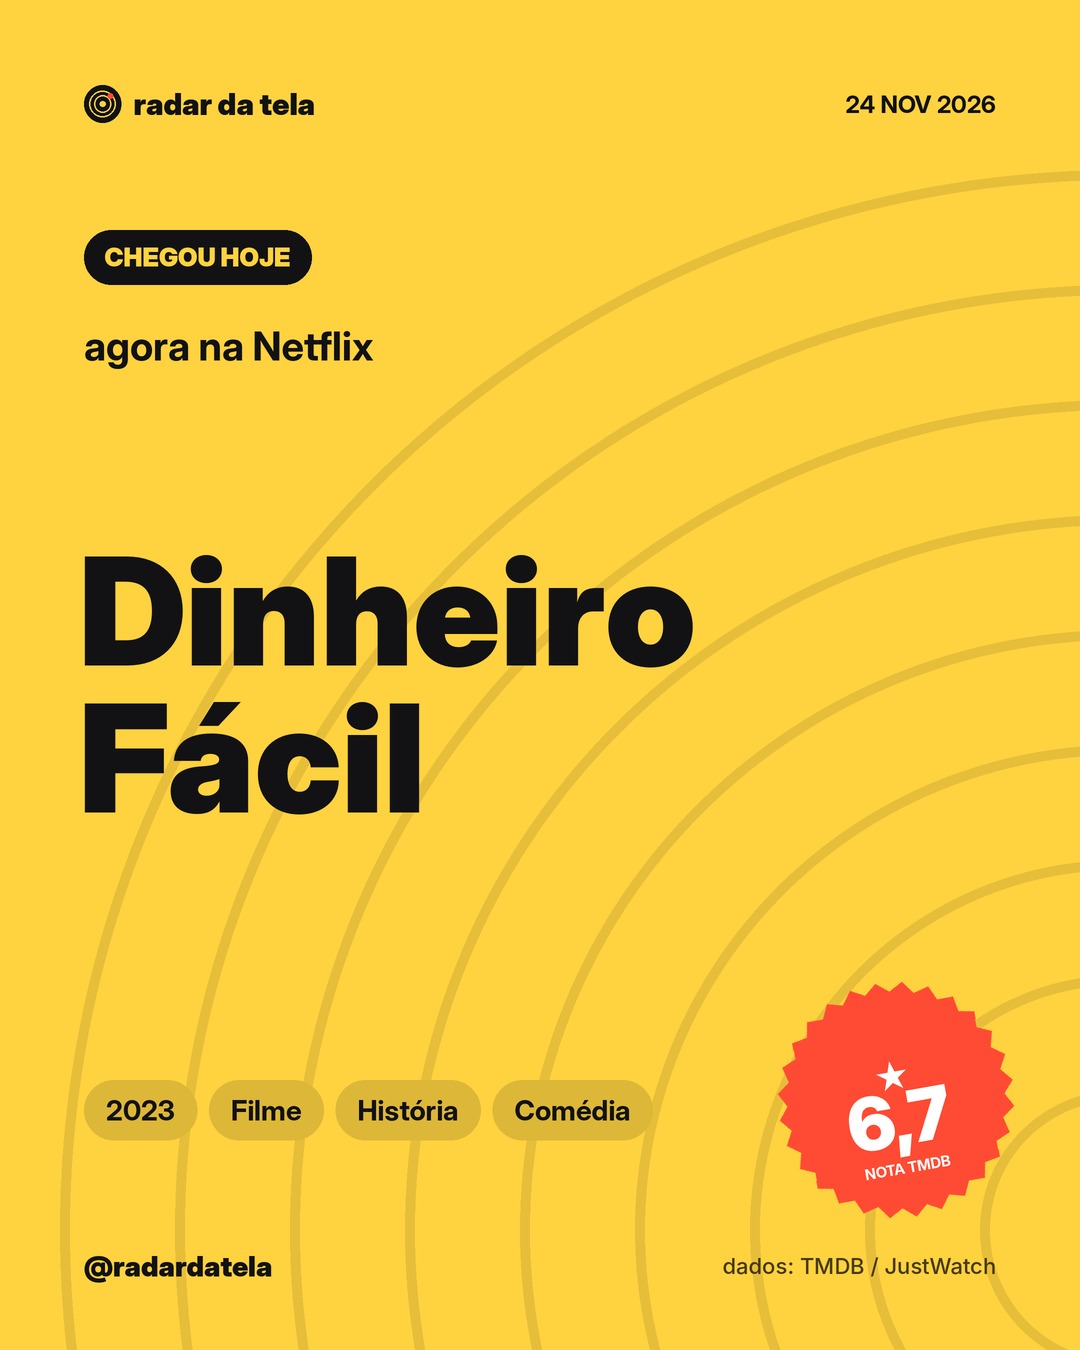 radar da tela
24 NOV 2026
CHEGOU HOJE
agora na Netflix
Dinheiro
Fácil
2023
Filme
História
Comédia
6,7
NOTA TMDB
@radardatela
dados: TMDB / JustWatch